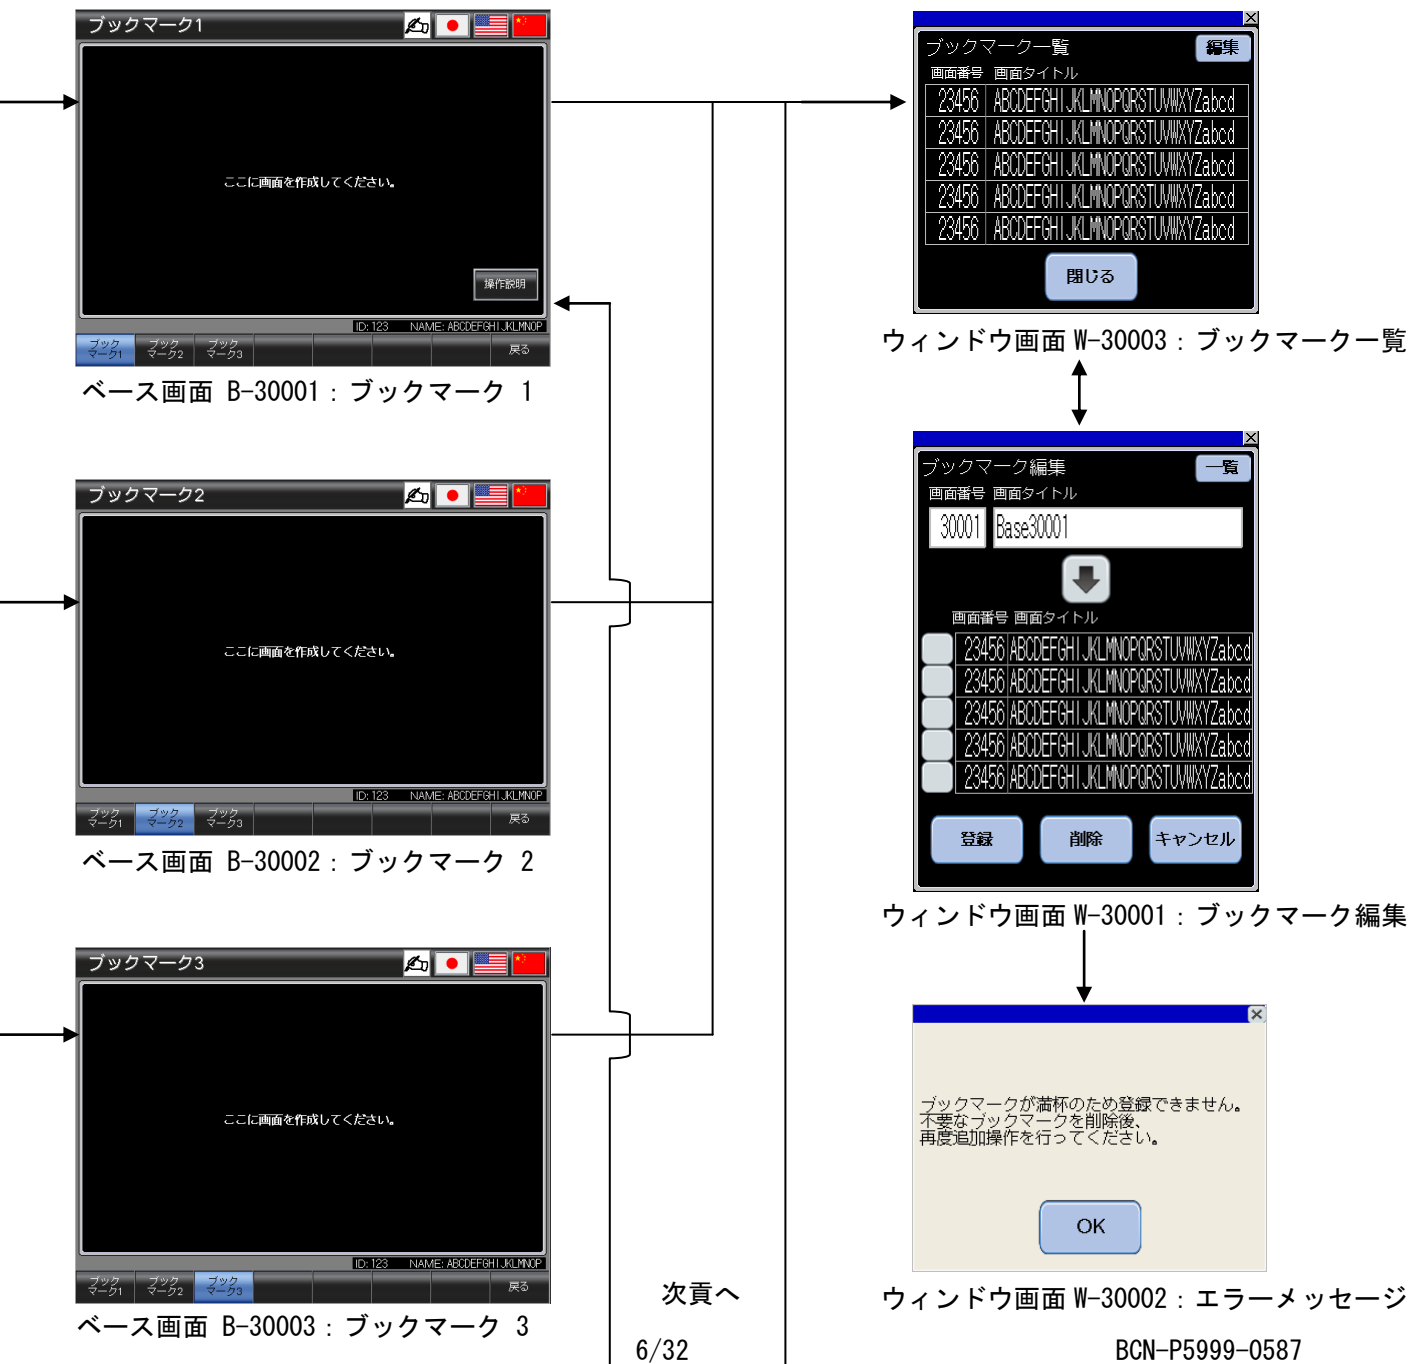 ブックマーク1
ここに画面を作成してください。
操作説明
ID: 123 NAME: ABCDEFGHIJKLMNOP
ブック
マーク1
ブック
マーク2
ブック
マーク3
戻る
ベース画面 B-30001：ブックマーク 1
ブックマーク2
ここに画面を作成してください。
ID: 123 NAME: ABCDEFGHIJKLMNOP
ブック
マーク1
ブック
マーク2
ブック
マーク3
戻る
ベース画面 B-30002：ブックマーク 2
ブックマーク3
ここに画面を作成してください。
ID: 123 NAME: ABCDEFGHIJKLMNOP
ブック
マーク1
ブック
マーク2
ブック
マーク3
戻る
ベース画面 B-30003：ブックマーク 3
ブックマーク一覧 編集
画面番号 画面タイトル
23456 ABCDEFGHIJKLMNOPQRSTUVWXYZabcd
23456 ABCDEFGHIJKLMNOPQRSTUVWXYZabcd
23456 ABCDEFGHIJKLMNOPQRSTUVWXYZabcd
23456 ABCDEFGHIJKLMNOPQRSTUVWXYZabcd
23456 ABCDEFGHIJKLMNOPQRSTUVWXYZabcd
閉じる
ウィンドウ画面 W-30003：ブックマーク一覧
ブックマーク編集 一覧
画面番号 画面タイトル
30001 Base30001
画面番号 画面タイトル
23456 ABCDEFGHIJKLMNOPQRSTUVWXYZabcd
23456 ABCDEFGHIJKLMNOPQRSTUVWXYZabcd
23456 ABCDEFGHIJKLMNOPQRSTUVWXYZabcd
23456 ABCDEFGHIJKLMNOPQRSTUVWXYZabcd
23456 ABCDEFGHIJKLMNOPQRSTUVWXYZabcd
登録 削除 キャンセル
ウィンドウ画面 W-30001：ブックマーク編集
ブックマークが満杯のため登録できません。
不要なブックマークを削除後、
再度追加操作を行ってください。
OK
ウィンドウ画面 W-30002：エラーメッセージ
次貢へ
6/32
BCN-P5999-0587